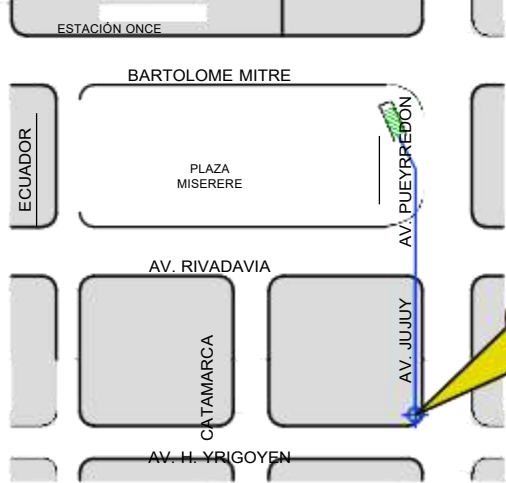 ESTACIÓN ONCE
BARTOLOME MITRE
ECUADOR
PLAZA
MISERERE
AV. PUEYRREDON
AV. RIVADAVIA
CATAMARCA
AV. JUJUY
AV. H. YRIGOYEN